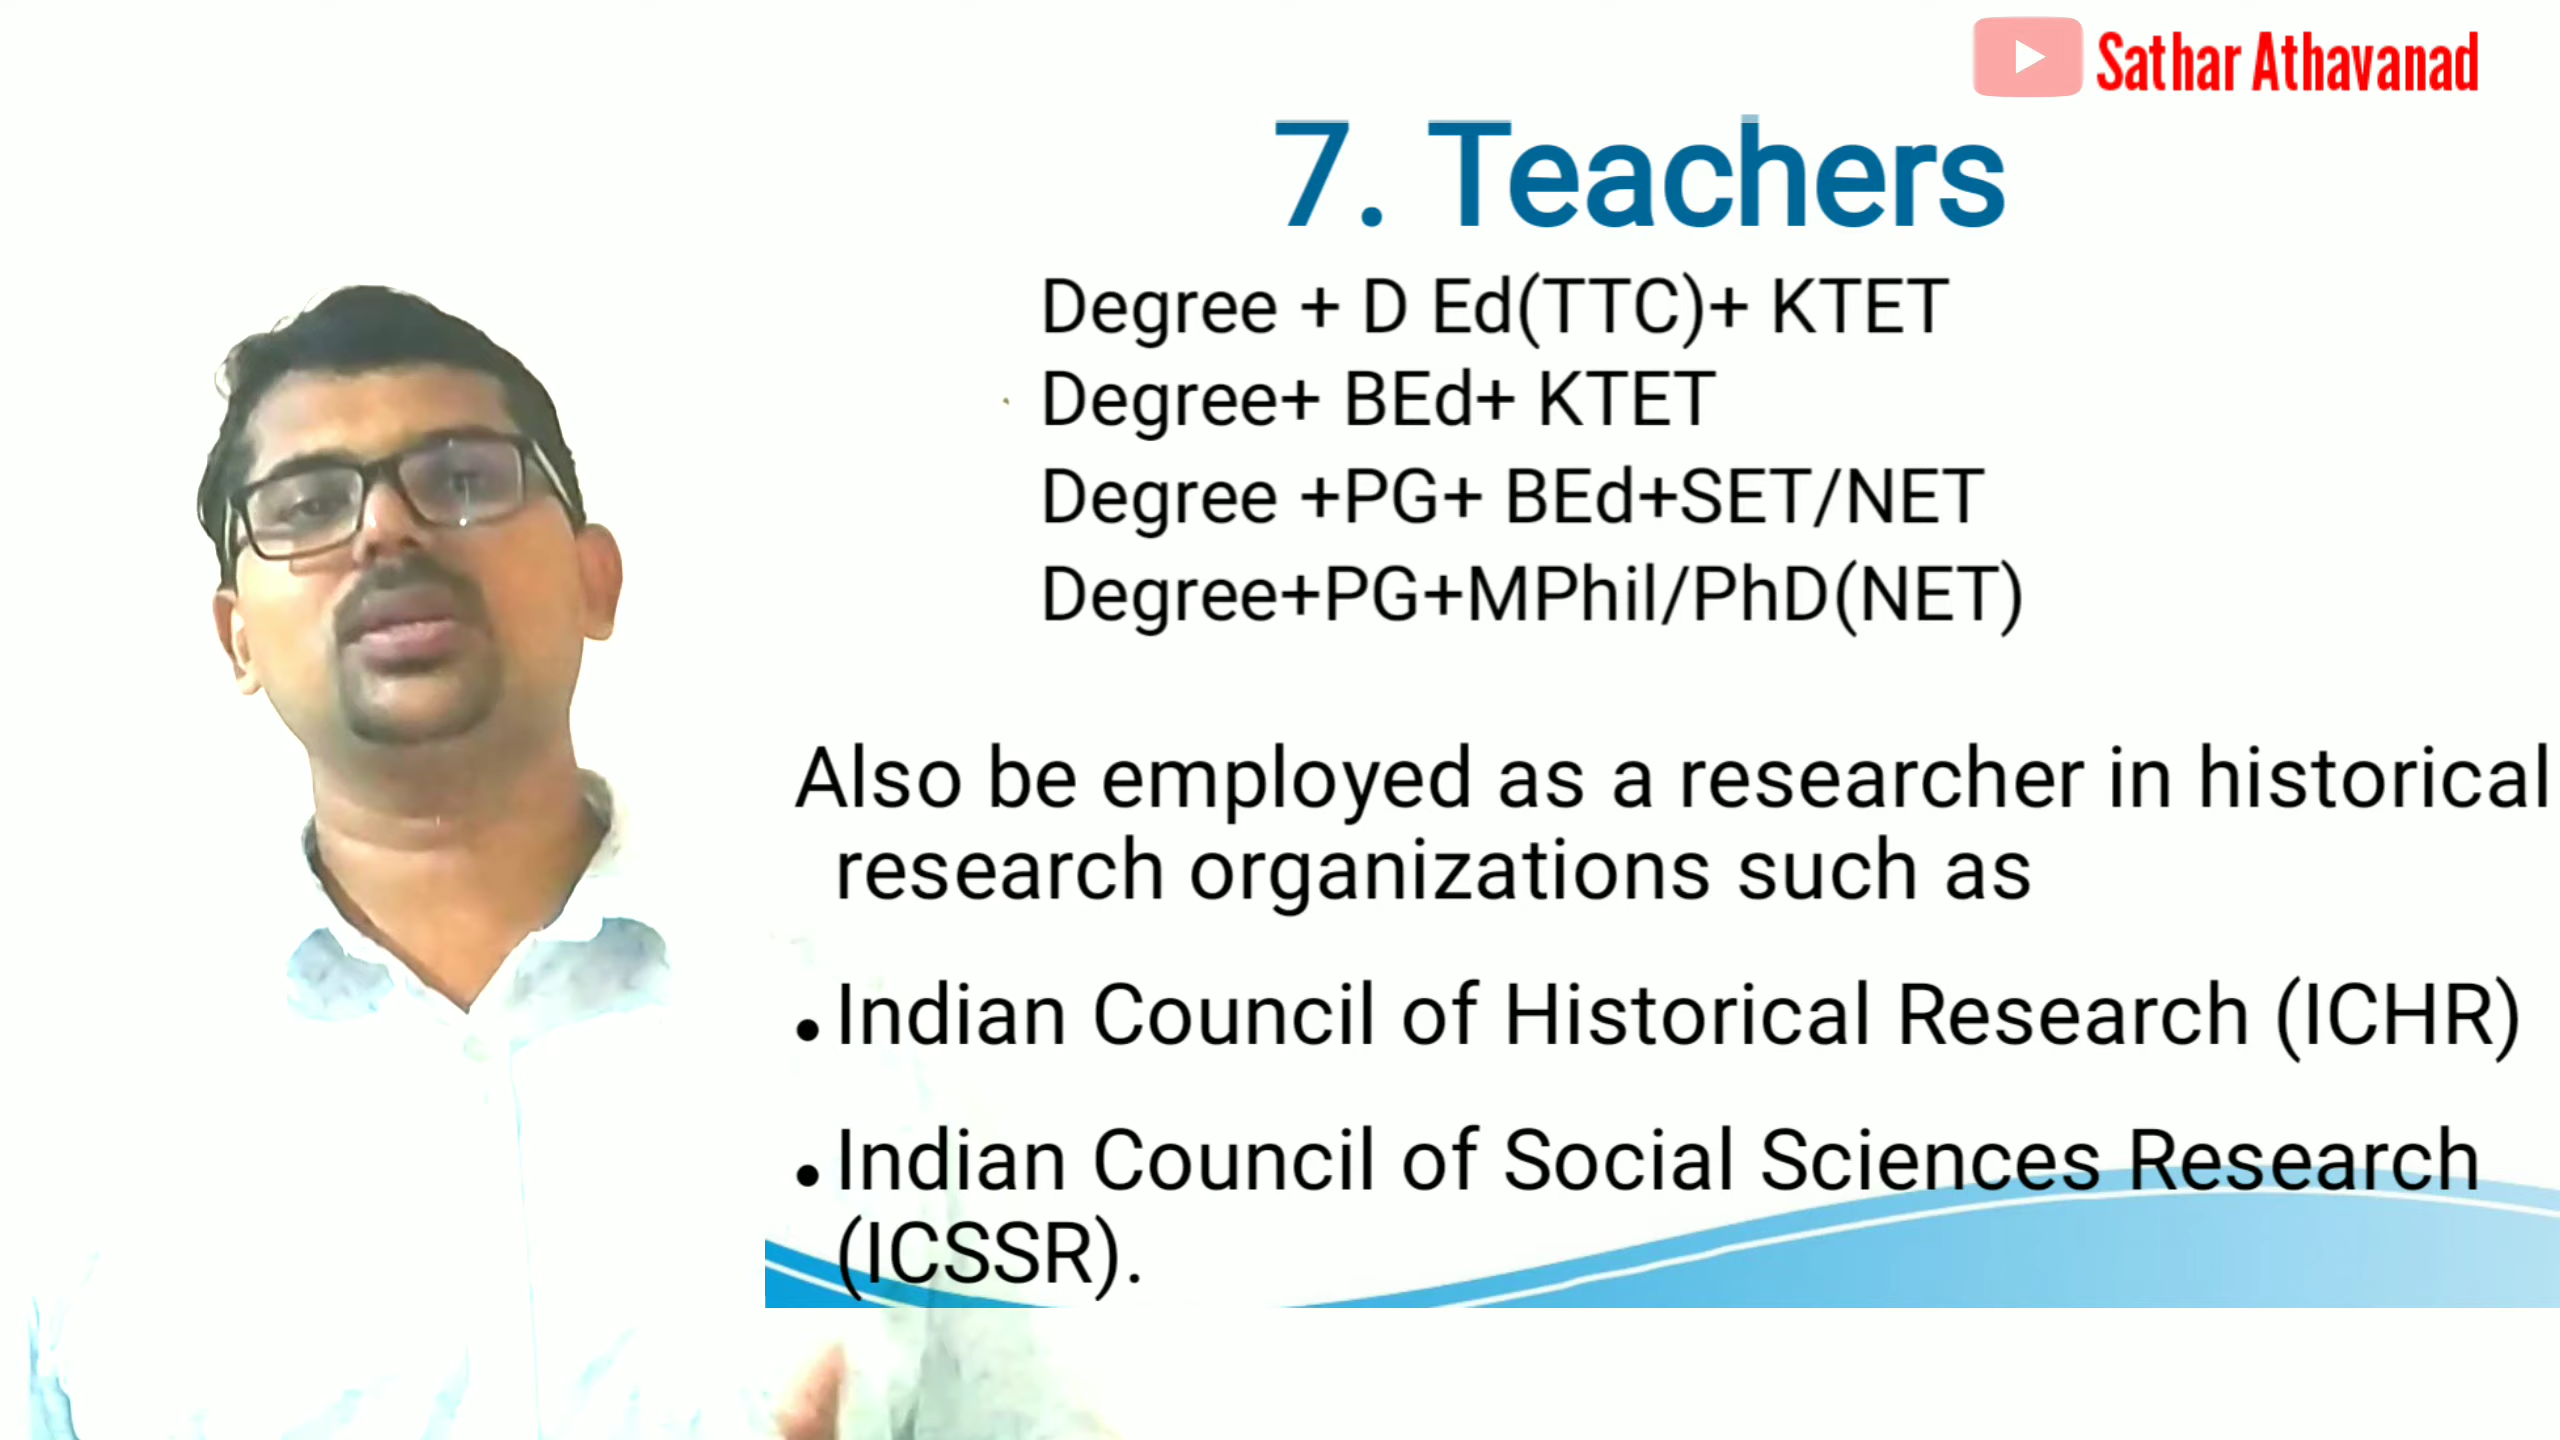 Sathar Athavanad
7. Teachers
Degree + D Ed(TTC)+ KTET
Degree+ BEd+ KTET
Degree +PG+ BEd+SET/NET
Degree+PG+MPhil/PhD(NET)
Also be employed as a researcher in historical
research organizations such as
• Indian Council of Historical Research (ICHR)
• Indian Council of Social Sciences Research
(ICSSR).